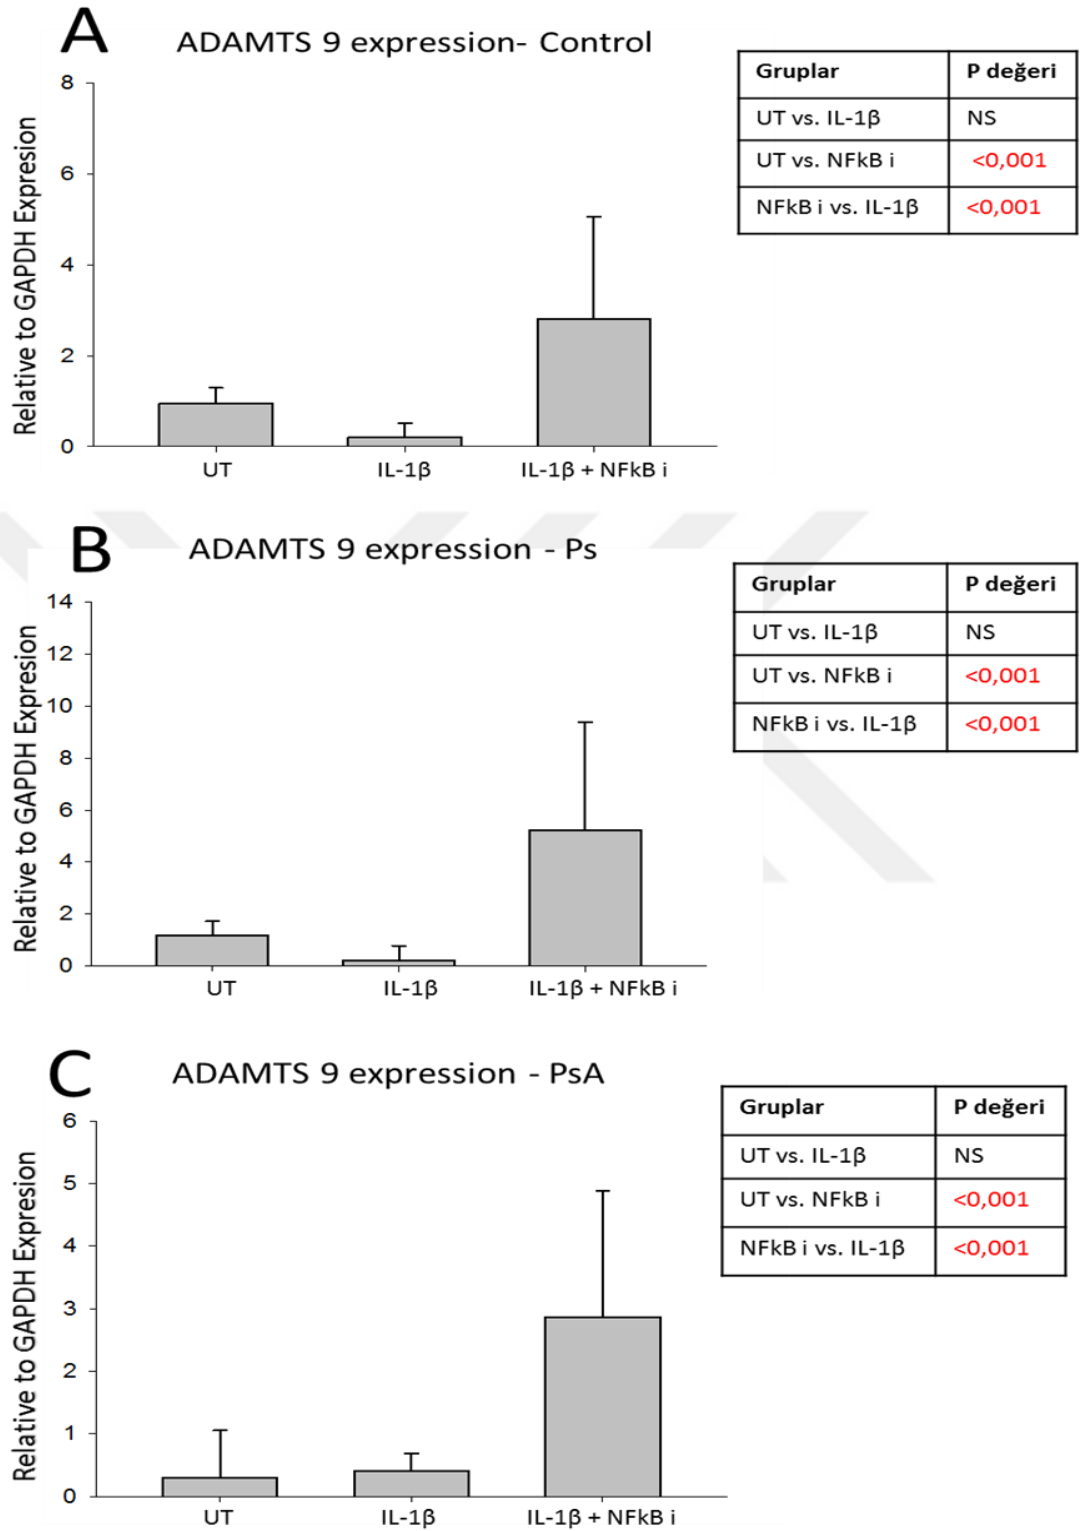 A
ADAMTS 9 expression- Control
Relative to GAPDH Expresion
8
6
4
2
0
UT
IL-1β
IL-1β + NFkB i
Gruplar P değeri
UT vs. IL-1β NS
UT vs. NFkB i <0,001
NFkB i vs. IL-1β <0,001
B
ADAMTS 9 expression - Ps
Relative to GAPDH Expresion
14
12
10
8
6
4
2
0
UT
IL-1β
IL-1β + NFkB i
Gruplar P değeri
UT vs. IL-1β NS
UT vs. NFkB i <0,001
NFkB i vs. IL-1β <0,001
C
ADAMTS 9 expression - PsA
Relative to GAPDH Expresion
6
5
4
3
2
1
0
UT
IL-1β
IL-1β + NFkB i
Gruplar P değeri
UT vs. IL-1β NS
UT vs. NFkB i <0,001
NFkB i vs. IL-1β <0,001